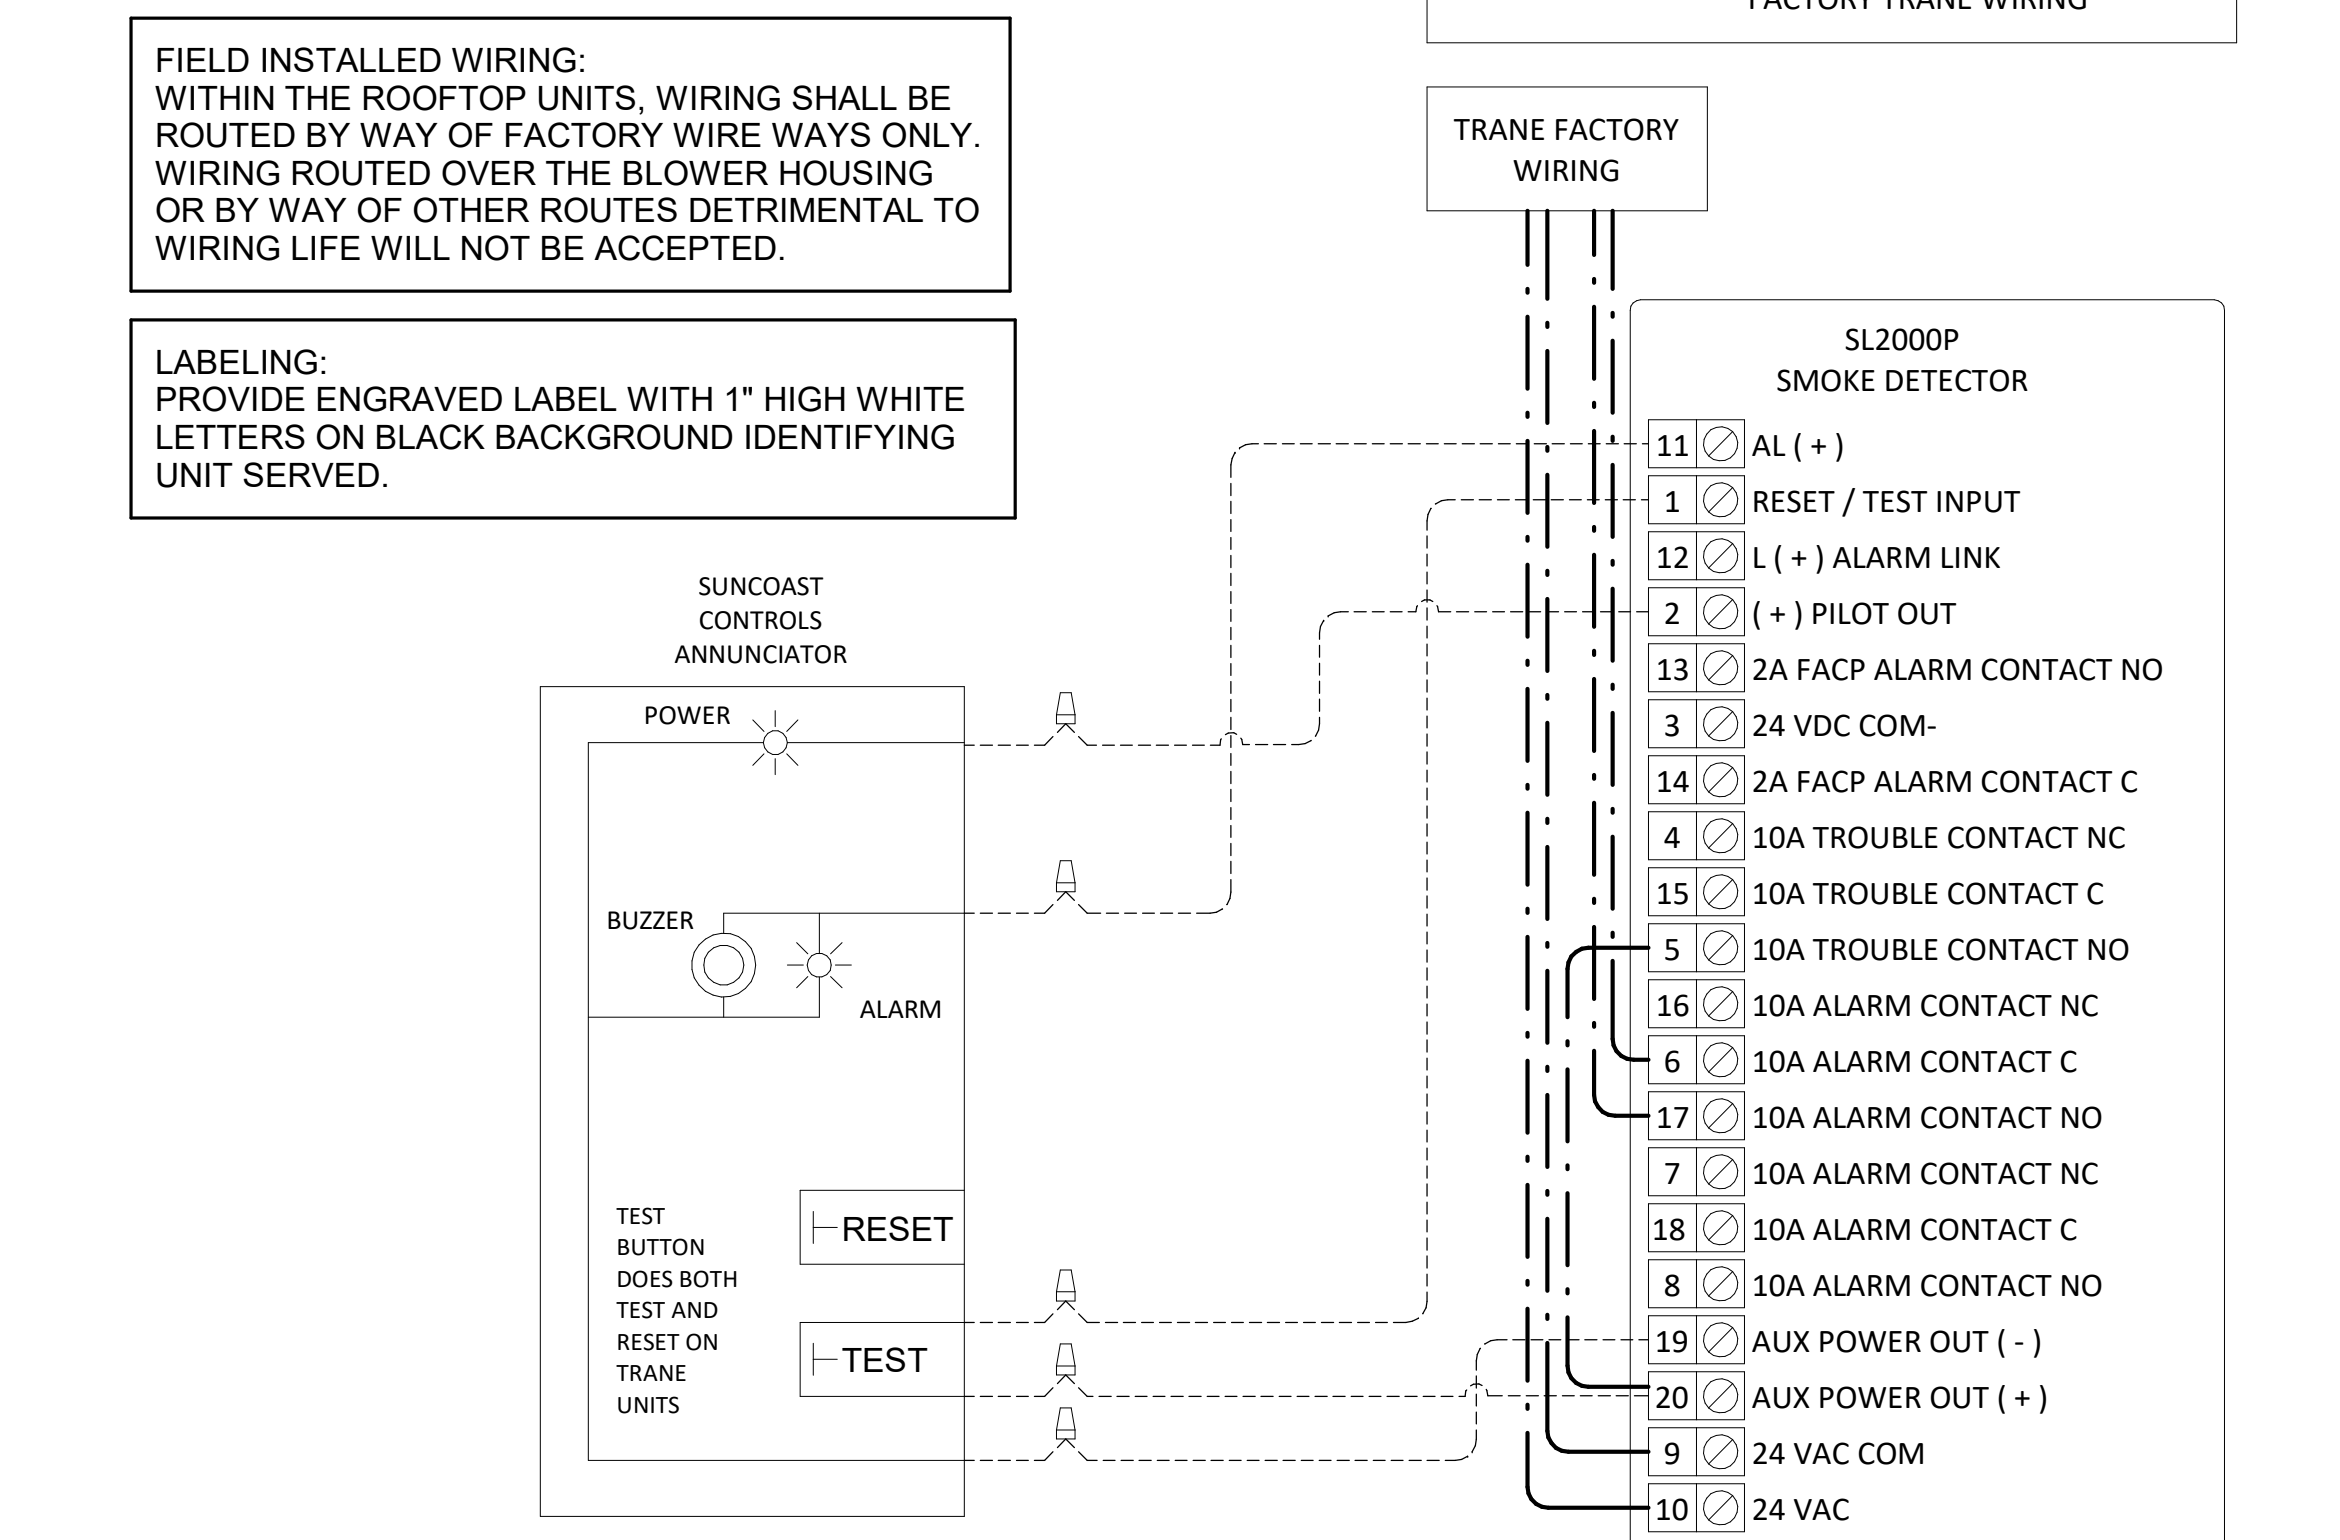 FACTORY TRANE WIRING
FIELD INSTALLED WIRING:
WITHIN THE ROOFTOP UNITS, WIRING SHALL BE
ROUTED BY WAY OF FACTORY WIRE WAYS ONLY.
WIRING ROUTED OVER THE BLOWER HOUSING
OR BY WAY OF OTHER ROUTES DETRIMENTAL TO
WIRING LIFE WILL NOT BE ACCEPTED.
LABELING:
PROVIDE ENGRAVED LABEL WITH 1" HIGH WHITE
LETTERS ON BLACK BACKGROUND IDENTIFYING
UNIT SERVED.
TRANE FACTORY
WIRING
SUNCOAST
CONTROLS
ANNUNCIATOR
POWER
BUZZER
ALARM
RESET
TEST
BUTTON
DOES BOTH
TEST AND
RESET ON
TRANE
UNITS
TEST
SL2000P
SMOKE DETECTOR
11 AL ( + )
1 RESET / TEST INPUT
12 L ( + ) ALARM LINK
2 ( + ) PILOT OUT
13 2A FACP ALARM CONTACT NO
3 24 VDC COM-
14 2A FACP ALARM CONTACT C
4 10A TROUBLE CONTACT NC
15 10A TROUBLE CONTACT C
5 10A TROUBLE CONTACT NO
16 10A ALARM CONTACT NC
6 10A ALARM CONTACT C
17 10A ALARM CONTACT NO
7 10A ALARM CONTACT NC
18 10A ALARM CONTACT C
8 10A ALARM CONTACT NO
19 AUX POWER OUT ( - )
20 AUX POWER OUT ( + )
9 24 VAC COM
10 24 VAC